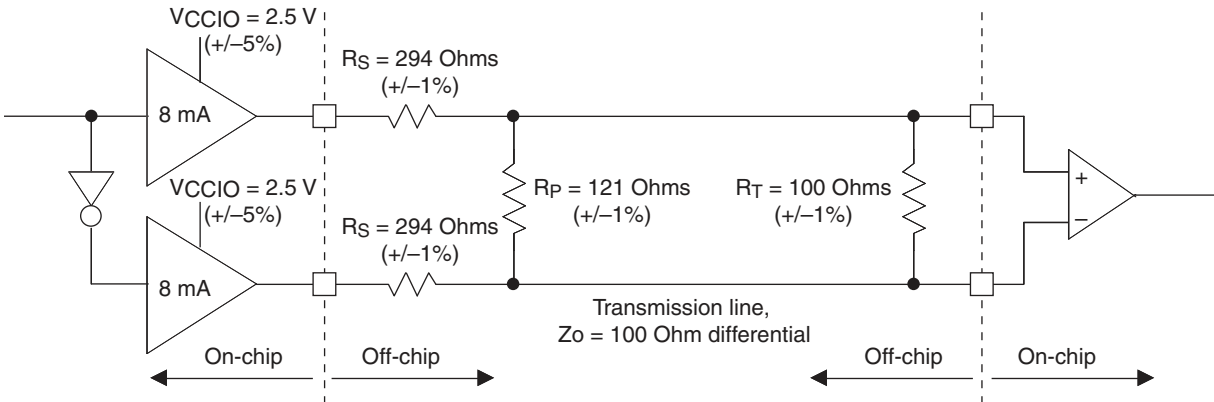 VCCIO = 2.5 V
(+/–5%)
8 mA
RS = 294 Ohms
(+/–1%)
VCCIO = 2.5 V
(+/–5%)
8 mA
RS = 294 Ohms
(+/–1%)
RP = 121 Ohms
(+/–1%)
RT = 100 Ohms
(+/–1%)
+
–
Transmission line,
Zo = 100 Ohm differential
On-chip
Off-chip
Off-chip
On-chip